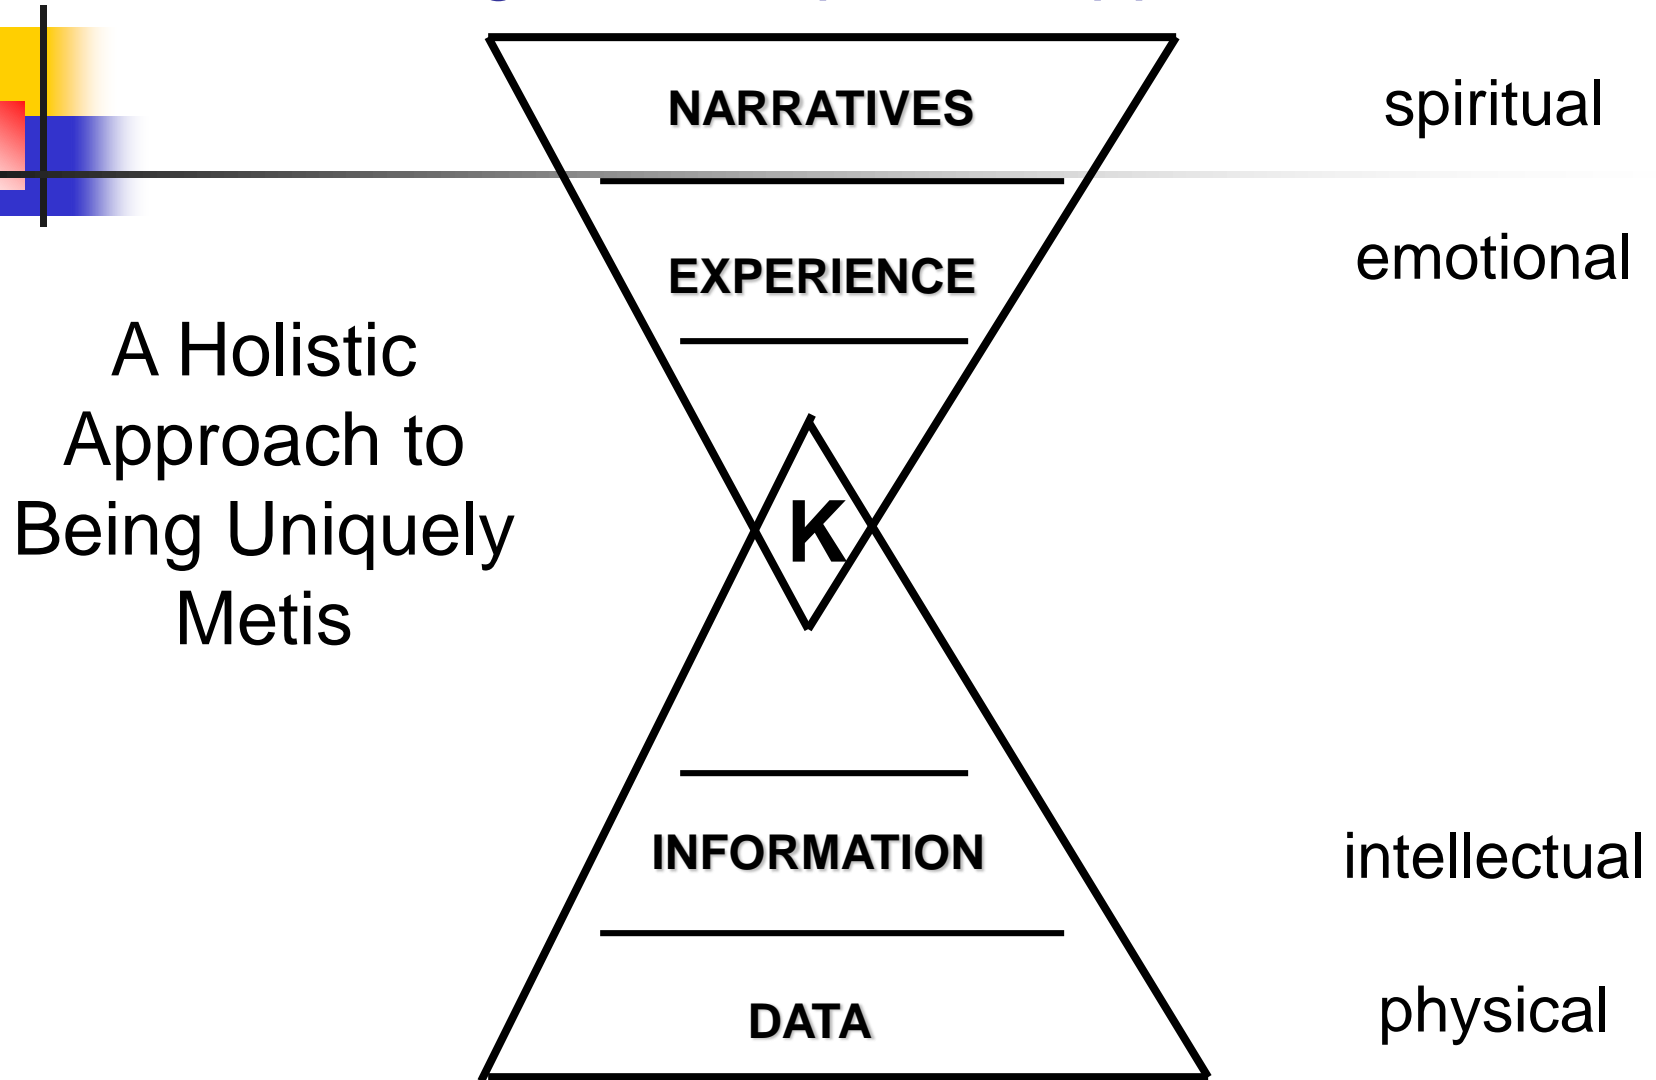 NARRATIVES
spiritual
EXPERIENCE
emotional
A Holistic
Approach to
Being Uniquely
Metis
K
INFORMATION
intellectual
DATA
physical